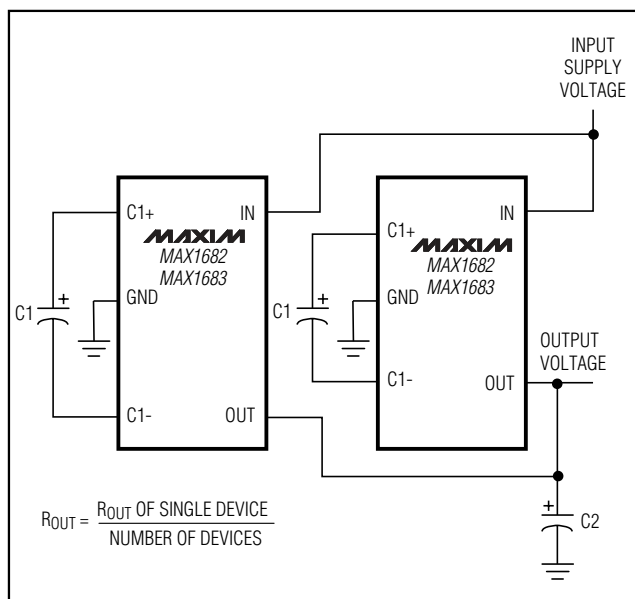 INPUT
SUPPLY
VOLTAGE
C1+
IN
MAXIM
MAX1682
MAX1683
GND
C1
+
C1-
OUT
C1+
IN
MAXIM
MAX1682
MAX1683
GND
C1
+
C1-
OUT
OUTPUT
VOLTAGE
+
C2
ROUT = ROUT OF SINGLE DEVICE
NUMBER OF DEVICES